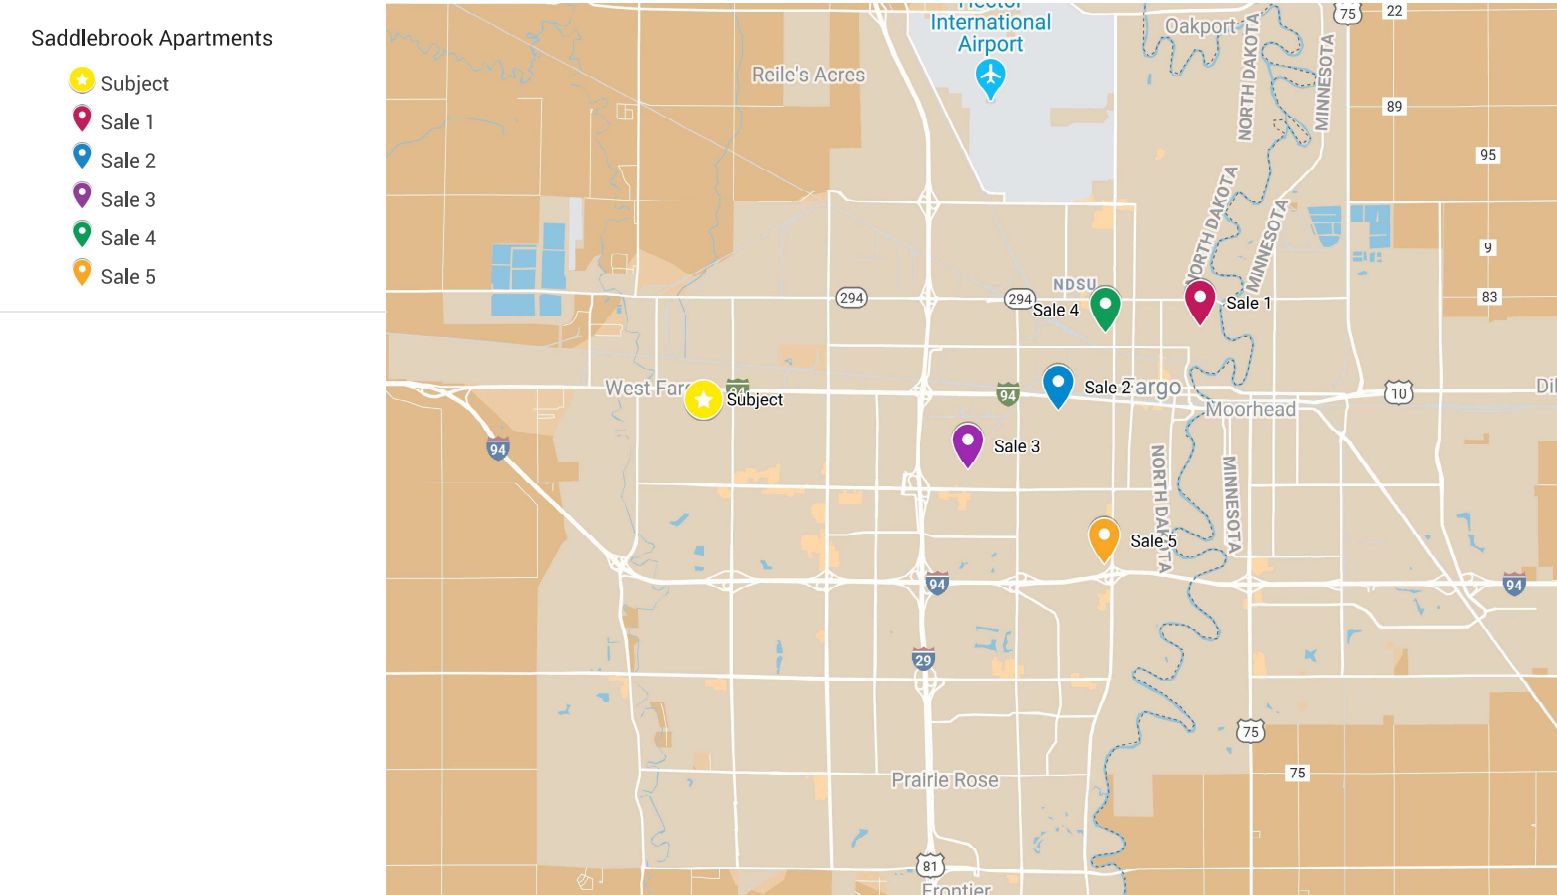 Saddlebrook Apartments
Subject
Sale 1
Sale 2
Sale 3
Sale 4
Sale 5
Hector
International
Airport
Oakport
75
22
Reile's Acres
NORTH DAKOTA
MINNESOTA
89
95
NORTH DAKOTA
MINNESOTA
9
NDSU
294
294
Sale 4
Sale 1
83
West Far
94
Subject
94
Sale 2
Fargo
10
Dil
Moorhead
94
Sale 3
NORTH DAKOTA
MINNESOTA
Sale 5
94
94
29
75
75
Prairie Rose
81
Frontier